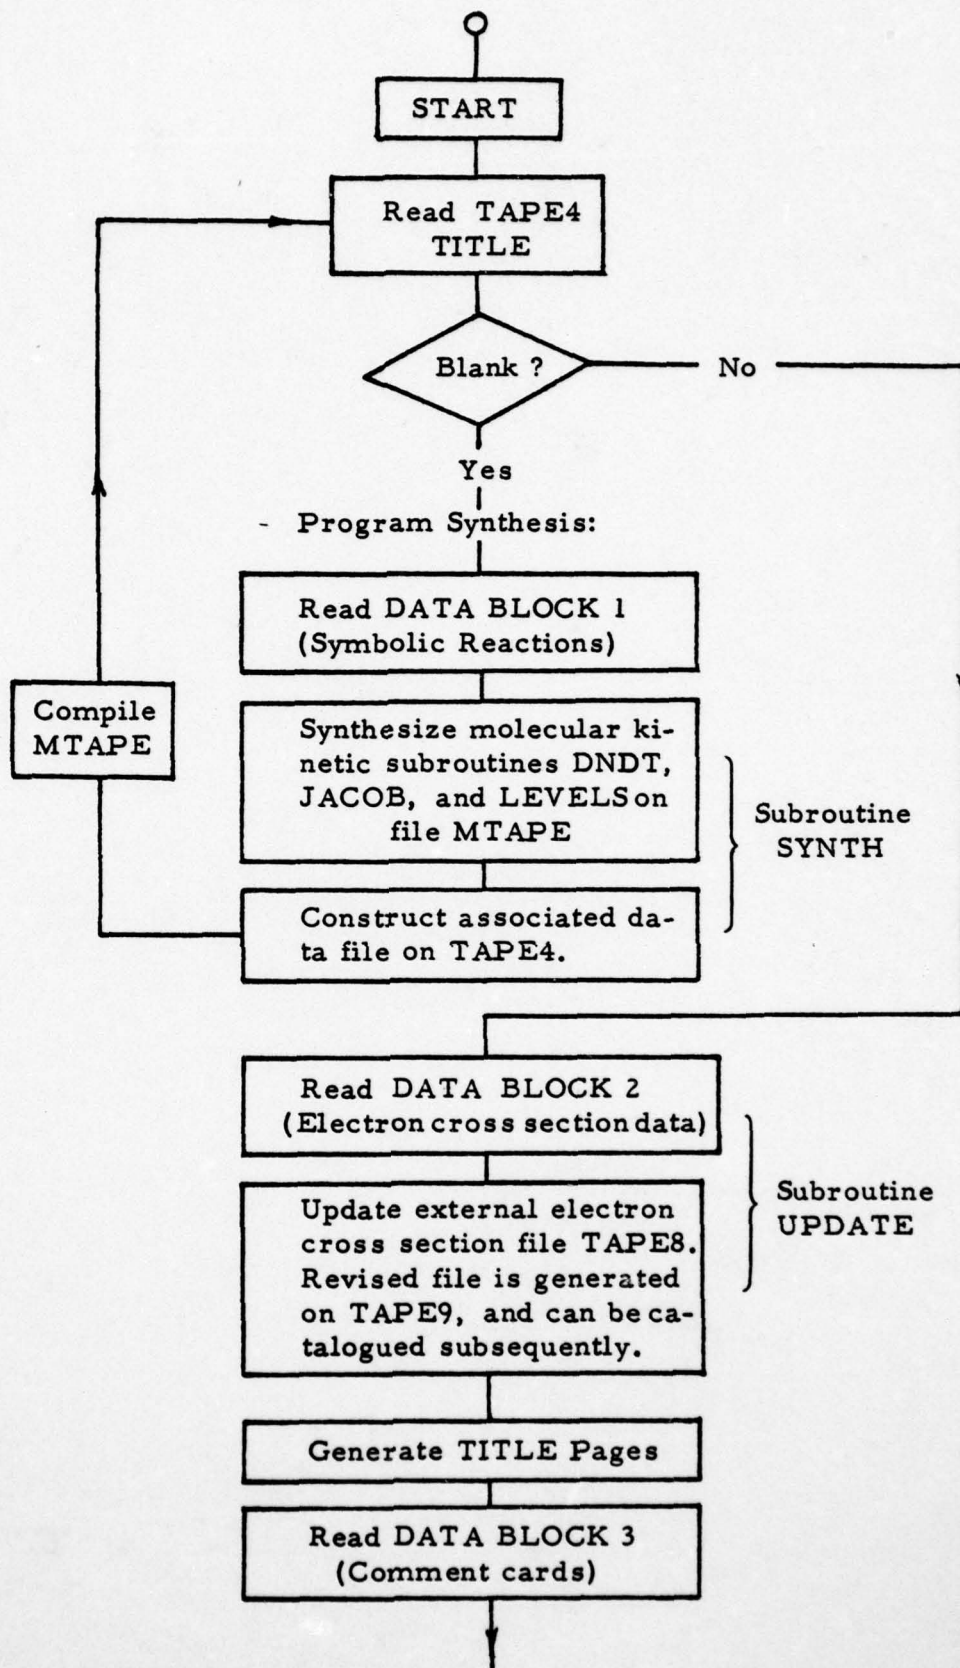 START
Read TAPE4
TITLE
Blank ?
No
Yes
- Program Synthesis:
Read DATA BLOCK 1
(Symbolic Reactions)
Compile
MTAPE
Synthesize molecular ki-
netic subroutines DNDT,
JACOB, and LEVELS on
file MTAPE
Subroutine
SYNTH
Construct associated da-
ta file on TAPE4.
Read DATA BLOCK 2
(Electron cross section data)
Subroutine
UPDATE
Update external electron
cross section file TAPE8.
Revised file is generated
on TAPE9, and can be ca-
talogued subsequently.
Generate TITLE Pages
Read DATA BLOCK 3
(Comment cards)